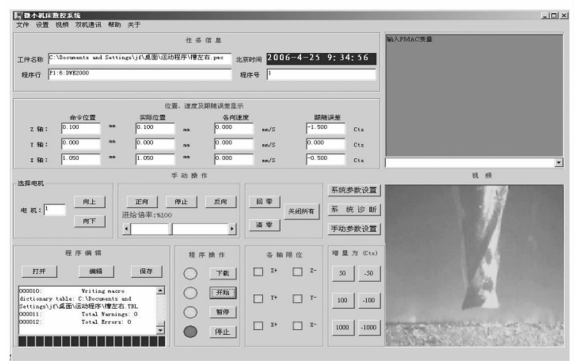 微小机床数控系统
文件 设置 视频 双机通讯 帮助 关于
任务信息
工件名称 C:\Documents and Settings\jf\桌面\运动程序\槽左右.pmc 北京时间 2006-4-25 9:34:56
程序行 P1:6:DWE2000 程序号 1
输入PMAC变量
位置、速度及跟随误差显示
命令位置 实际位置 各向速度 跟随误差
Z 轴: 0.100 mm 0.100 mm 0.000 mm/S -1.500 Cts
Y 轴: 0.000 mm 0.000 mm 0.000 mm/S 0.000 Cts
X 轴: 1.050 mm 1.050 mm 0.000 mm/S -0.500 Cts
选择电机
电机: 1 向上
向下
手动操作
正向 停止 反向
进给倍率:%100
回零
清零
关闭所有
系统参数设置
系统诊断
手动参数设置
视频
程序编辑
打开 编辑 保存
000010: Writing macro
dictionary table: C:\Documents and
Settings\jf\桌面\运动程序\槽左右.TBL
000011: Total Warnings: 0
000012: Total Errors: 0
程序操作
下载
开始
暂停
停止
各轴限位
Z+ Z-
Y+ Y-
X+ X-
增量为 (Cts)
50 -50
100 -100
1000 -1000